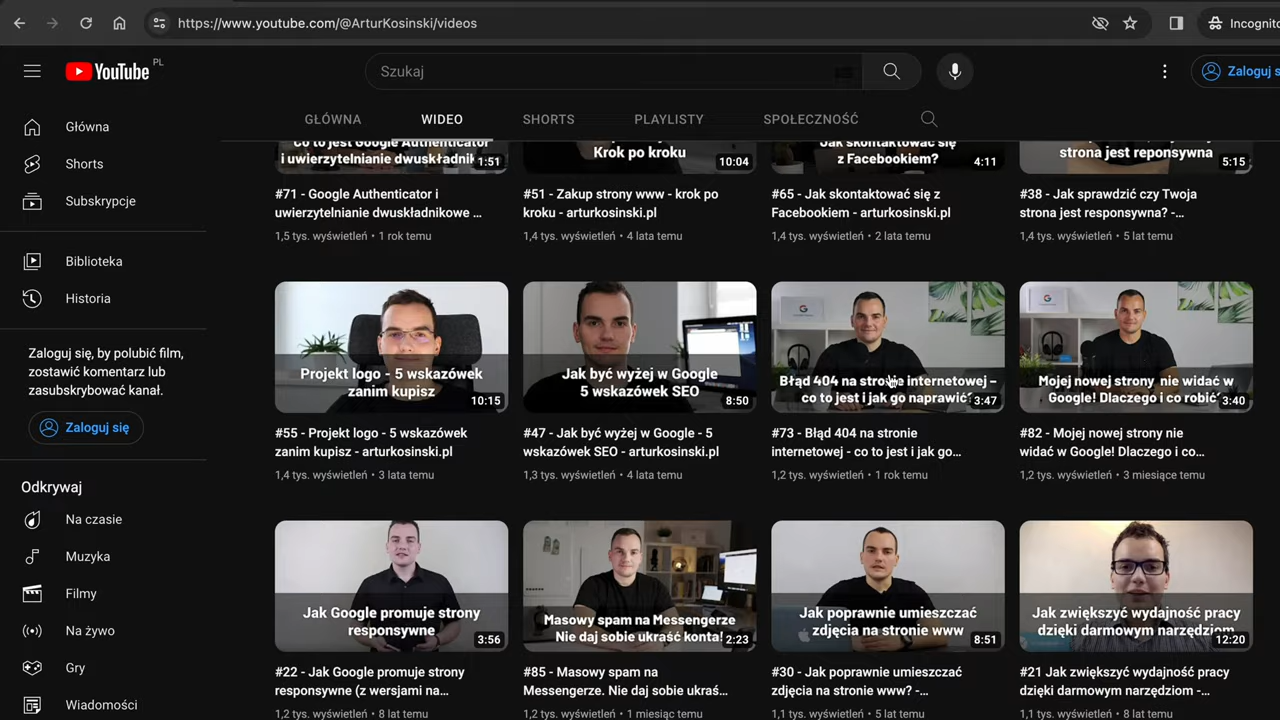 https://www.youtube.com/@ArturKosinski/videos
Incognito
YouTube PL
Szukaj
Zaloguj s
GŁÓWNA
WIDEO
SHORTS
PLAYLISTY
SPOŁECZNOŚĆ
Główna
Shorts
Subskrypcje
Biblioteka
Historia
Zaloguj się, by polubić film,
zostawić komentarz lub
zasubskrybować kanał.
Zaloguj się
Odkrywaj
Na czasie
Muzyka
Filmy
Na żywo
Gry
Wiadomości
Co to jest Google Authenticator
i uwierzytelnianie dwuskładnik
1:51
#71 - Google Authenticator i
uwierzytelnianie dwuskładnikowe ...
1,5 tys. wyświetleń • 1 rok temu
Krok po kroku
10:04
#51 - Zakup strony www - krok po
kroku - arturkosinski.pl
1,4 tys. wyświetleń • 4 lata temu
Jak skontaktować się
z Facebookiem?
4:11
#65 - Jak skontaktować się z
Facebookiem - arturkosinski.pl
1,4 tys. wyświetleń • 2 lata temu
strona jest reponsywna
5:15
#38 - Jak sprawdzić czy Twoja
strona jest responsywna? -...
1,4 tys. wyświetleń • 5 lat temu
Projekt logo - 5 wskazówek
zanim kupisz
10:15
#55 - Projekt logo - 5 wskazówek
zanim kupisz - arturkosinski.pl
1,4 tys. wyświetleń • 3 lata temu
Jak być wyżej w Google
5 wskazówek SEO
8:50
#47 - Jak być wyżej w Google - 5
wskazówek SEO - arturkosinski.pl
1,3 tys. wyświetleń • 4 lata temu
Błąd 404 na stronie internetowej –
co to jest i jak go naprawić?
3:47
#73 - Błąd 404 na stronie
internetowej - co to jest i jak go...
1,2 tys. wyświetleń • 1 rok temu
Mojej nowej strony nie widać w
Google! Dlaczego i co robić
3:40
#82 - Mojej nowej strony nie
widać w Google! Dlaczego i co...
1,2 tys. wyświetleń • 3 miesiące temu
Jak Google promuje strony
responsywne
3:56
#22 - Jak Google promuje strony
responsywne (z wersjami na...
1,2 tys. wyświetleń • 8 lat temu
Masowy spam na Messengerze
Nie daj sobie ukraść konta!
2:23
#85 - Masowy spam na
Messengerze. Nie daj sobie ukraś...
1,2 tys. wyświetleń • 1 miesiąc temu
Jak poprawnie umieszczać
zdjęcia na stronie www
8:51
#30 - Jak poprawnie umieszczać
zdjęcia na stronie www? -...
1,1 tys. wyświetleń • 5 lat temu
Jak zwiększyć wydajność pracy
dzięki darmowym narzędziom
12:20
#21 Jak zwiększyć wydajność pracy
dzięki darmowym narzędziom -...
1,1 tys. wyświetleń • 8 lat temu